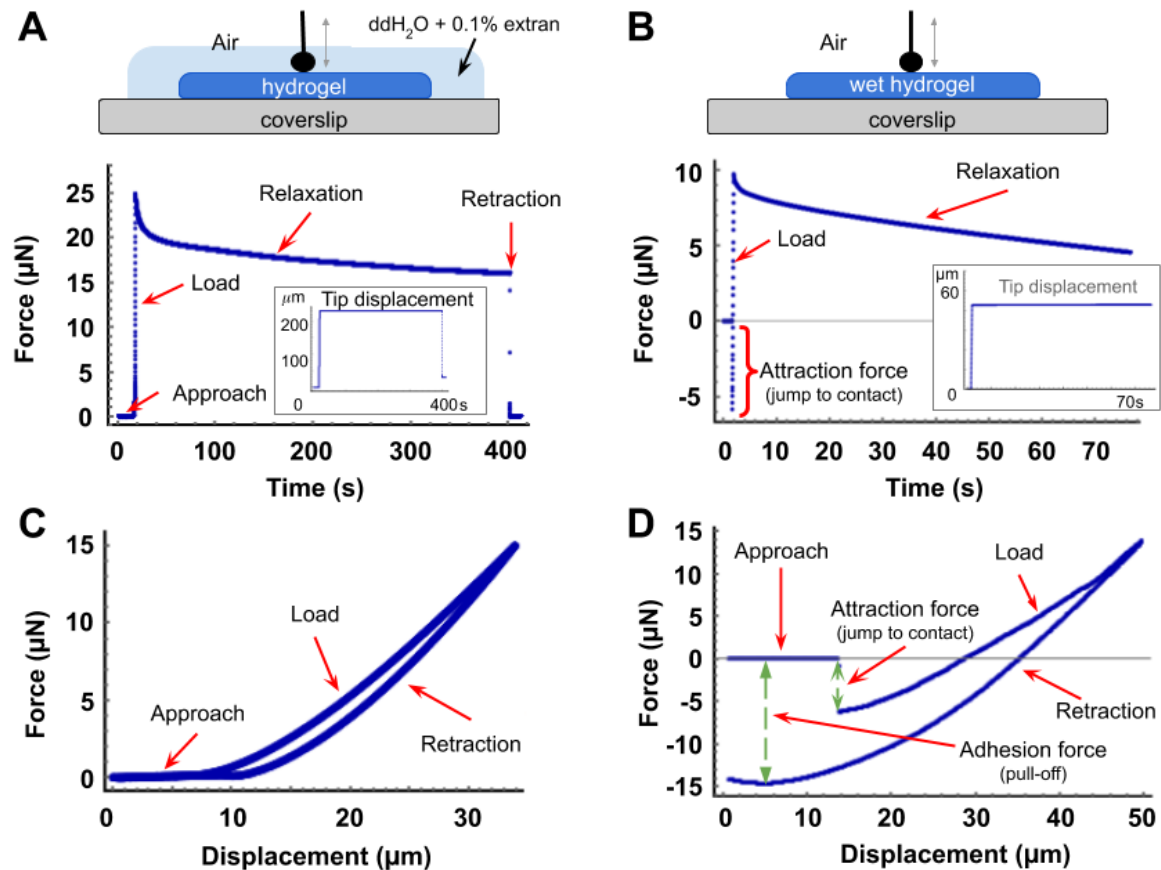 A
Air
ddH₂O + 0.1% extran
hydrogel
coverslip
Force (µN)
25
20
15
10
5
0
Relaxation
Retraction
Load
Approach
µm
Tip displacement
200
100
0
400s
0
100
200
300
400
Time (s)
B
Air
wet hydrogel
coverslip
Force (µN)
10
5
0
-5
Relaxation
Load
Attraction force
(jump to contact)
µm
60
Tip displacement
0
70s
0
10
20
30
40
50
60
70
Time (s)
C
Force (µN)
15
10
5
0
Load
Approach
Retraction
0
10
20
30
Displacement (µm)
D
Force (µN)
15
10
5
0
-5
-10
-15
Approach
Load
Attraction force
(jump to contact)
Retraction
Adhesion force
(pull-off)
0
10
20
30
40
50
Displacement (µm)